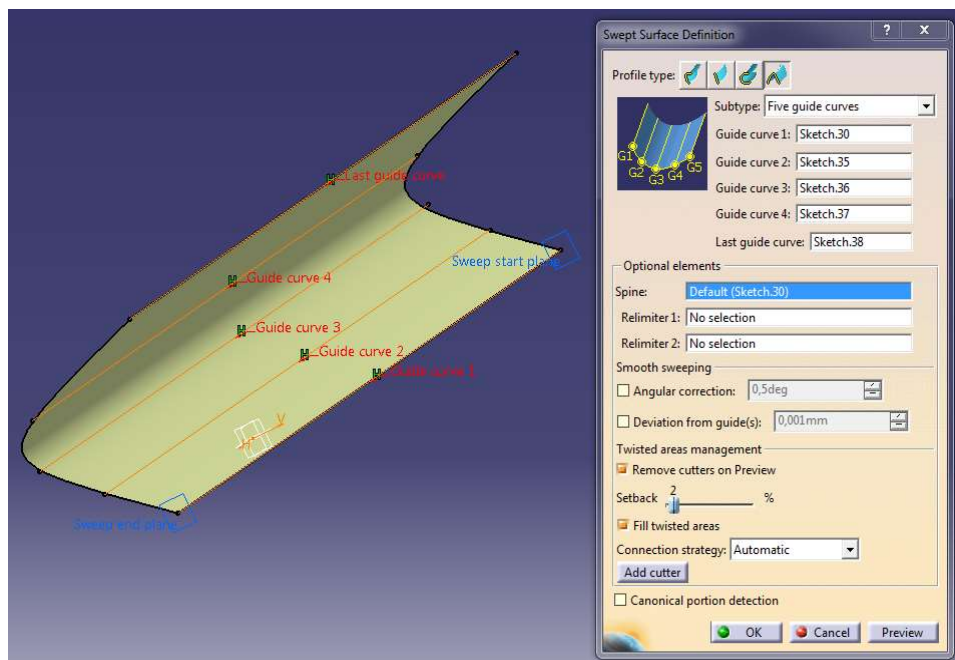 Last guide curve
Guide curve 4
Guide curve 3
Guide curve 2
Guide curve 1
Sweep start plane
Sweep end plane
V
H
Swept Surface Definition
? X
Profile type:
Subtype: Five guide curves
Guide curve 1: Sketch.30
Guide curve 2: Sketch.35
Guide curve 3: Sketch.36
Guide curve 4: Sketch.37
Last guide curve: Sketch.38
G1
G2
G3
G4
G5
Optional elements
Spine: Default (Sketch.30)
Relimiter 1: No selection
Relimiter 2: No selection
Smooth sweeping
Angular correction: 0,5deg
Deviation from guide(s): 0,001mm
Twisted areas management
Remove cutters on Preview
Setback 2 %
Fill twisted areas
Connection strategy: Automatic
Add cutter
Canonical portion detection
OK Cancel Preview